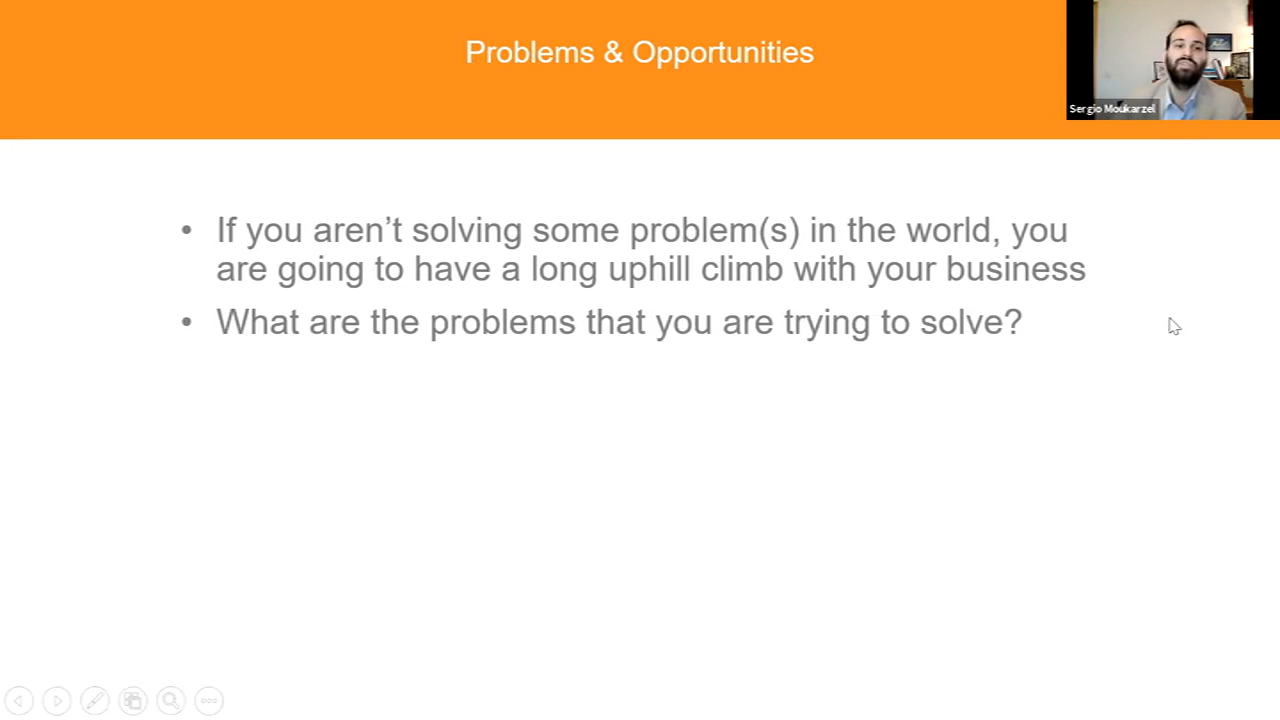 Problems & Opportunities
Sergio Moukarzel
• If you aren’t solving some problem(s) in the world, you
are going to have a long uphill climb with your business
• What are the problems that you are trying to solve?